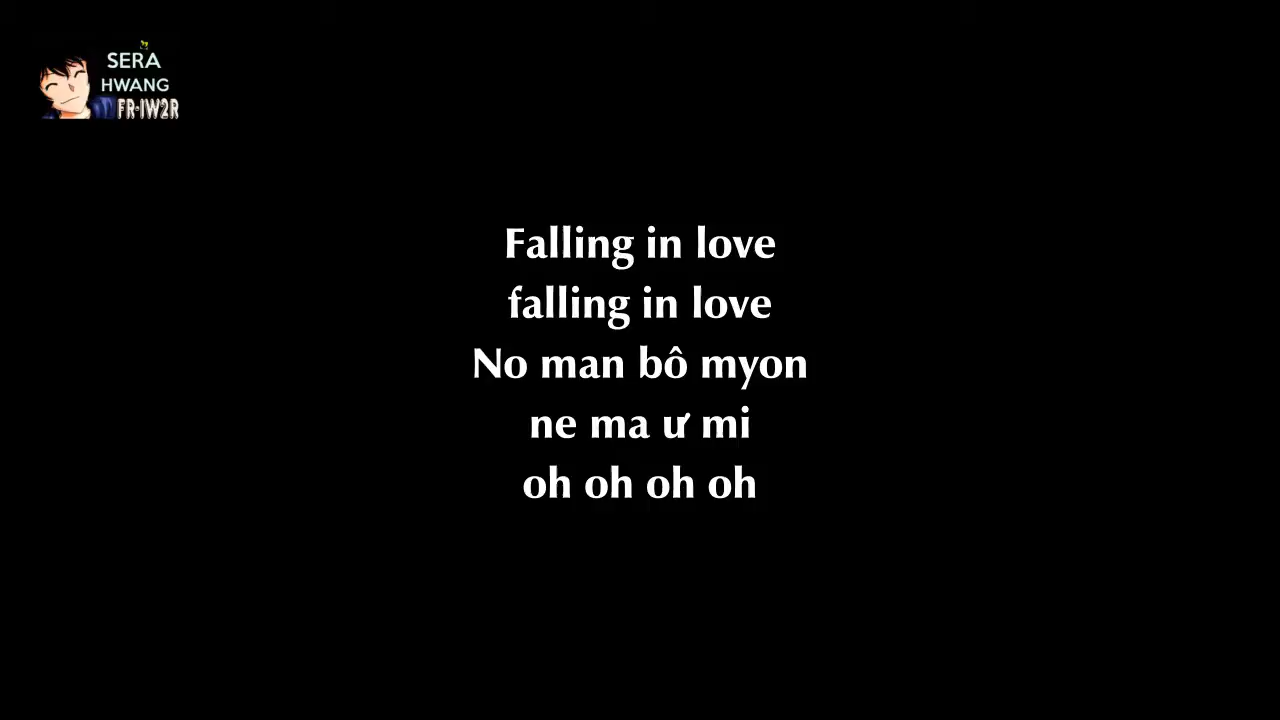 SERA
HWANG
FR-IW2R
Falling in love
falling in love
No man bô myon
ne ma ư mi
oh oh oh oh